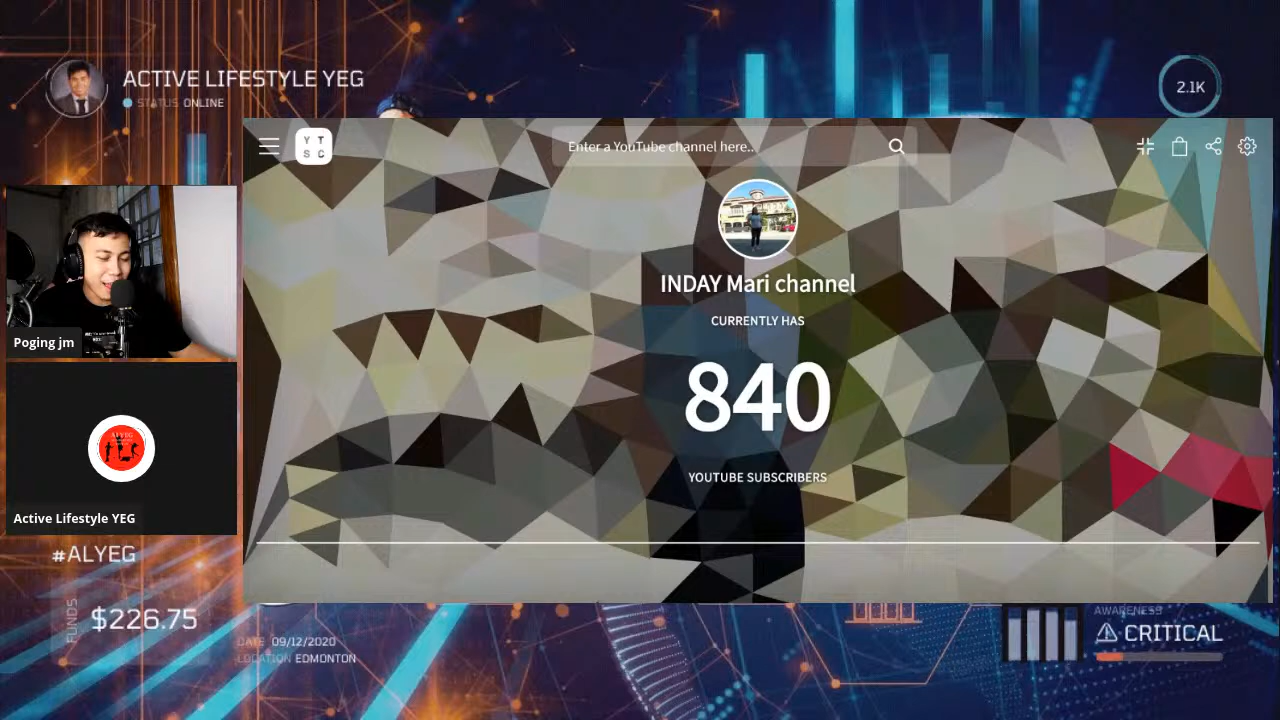 ACTIVE LIFESTYLE YEG
STATUS ONLINE
2.1K
Y T
S C
Enter a YouTube channel here..
INDAY Mari channel
CURRENTLY HAS
840
YOUTUBE SUBSCRIBERS
Poging jm
Active Lifestyle YEG
#ALYEG
FUNDS
$226.75
DATE 09/12/2020
LOCATION EDMONTON
AWARENESS
CRITICAL